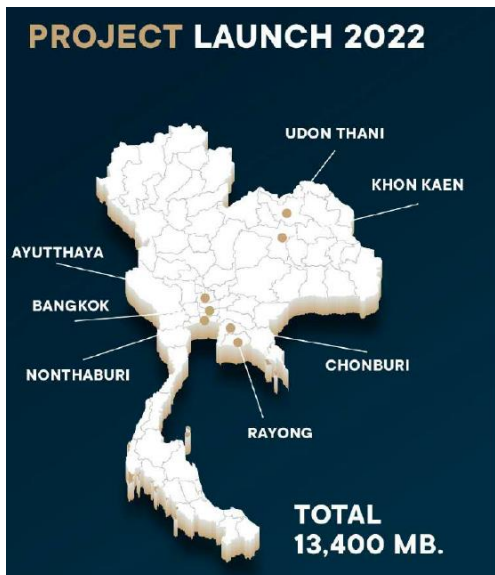 PROJECT LAUNCH 2022
UDON THANI
KHON KAEN
AYUTTHAYA
BANGKOK
NONTHABURI
CHONBURI
RAYONG
TOTAL
13,400 MB.